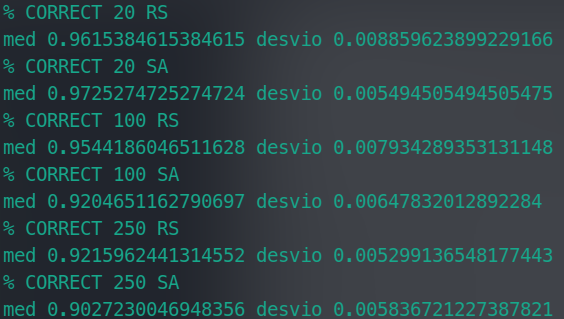 % CORRECT 20 RS
med 0.9615384615384615 desvio 0.008859623899229166
% CORRECT 20 SA
med 0.9725274725274724 desvio 0.005494505494505475
% CORRECT 100 RS
med 0.9544186046511628 desvio 0.007934289353131148
% CORRECT 100 SA
med 0.9204651162790697 desvio 0.00647832012892284
% CORRECT 250 RS
med 0.9215962441314552 desvio 0.005299136548177443
% CORRECT 250 SA
med 0.9027230046948356 desvio 0.005836721227387821